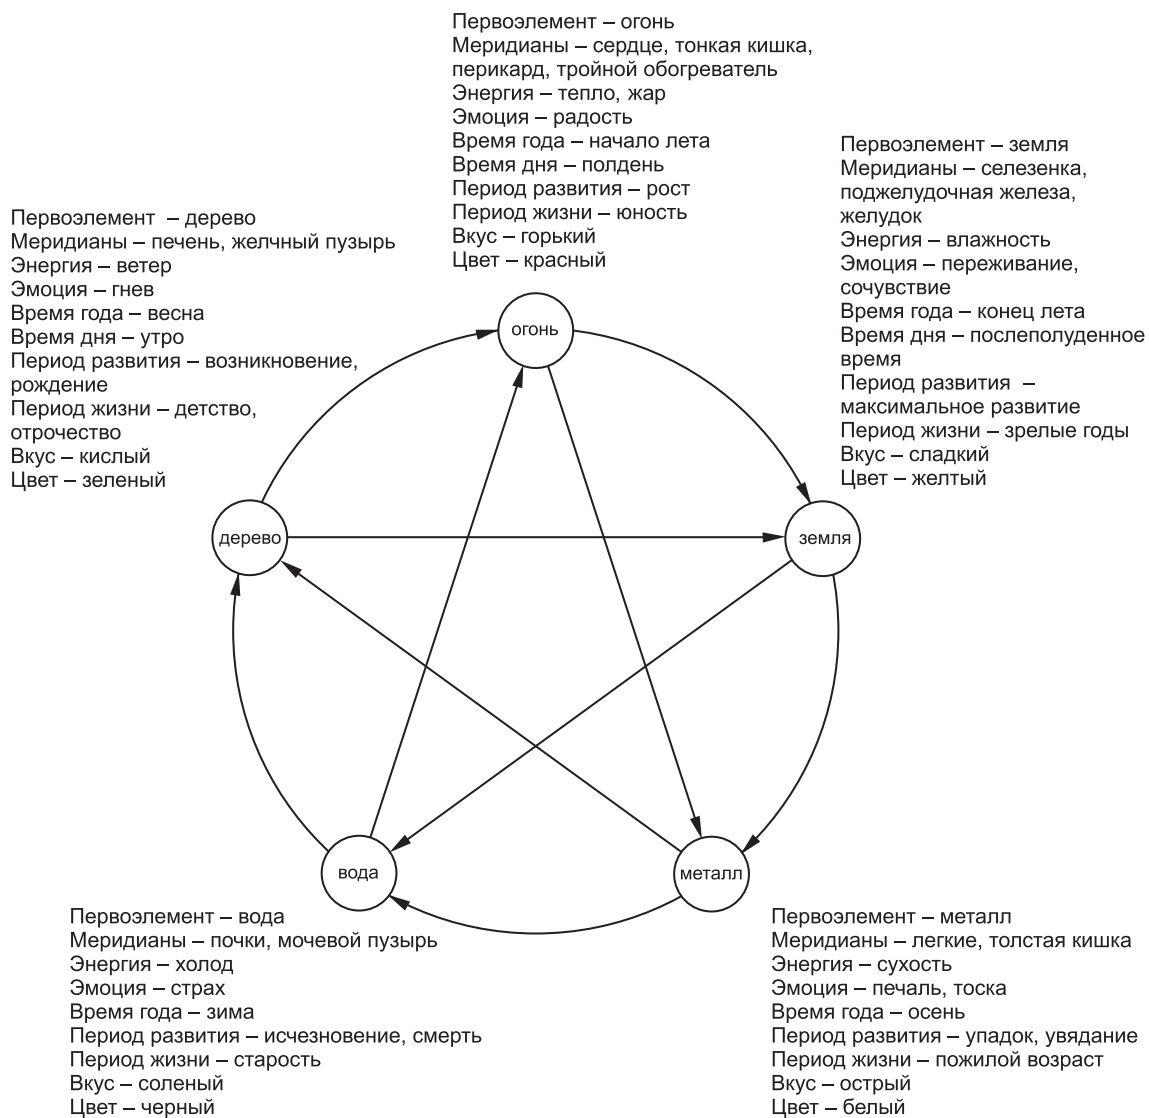 Первоэлемент – огонь
Меридианы – сердце, тонкая кишка,
перикард, тройной обогреватель
Энергия – тепло, жар
Эмоция – радость
Время года – начало лета
Время дня – полдень
Период развития – рост
Период жизни – юность
Вкус – горький
Цвет – красный
Первоэлемент – земля
Меридианы – селезенка,
поджелудочная железа,
желудок
Энергия – влажность
Эмоция – переживание,
сочувствие
Время года – конец лета
Время дня – послеполуденное
время
Период развития –
максимальное развитие
Период жизни – зрелые годы
Вкус – сладкий
Цвет – желтый
Первоэлемент – дерево
Меридианы – печень, желчный пузырь
Энергия – ветер
Эмоция – гнев
Время года – весна
Время дня – утро
Период развития – возникновение,
рождение
Период жизни – детство,
отрочество
Вкус – кислый
Цвет – зеленый
огонь
дерево
земля
вода
металл
Первоэлемент – вода
Меридианы – почки, мочевой пузырь
Энергия – холод
Эмоция – страх
Время года – зима
Период развития – исчезновение, смерть
Период жизни – старость
Вкус – соленый
Цвет – черный
Первоэлемент – металл
Меридианы – легкие, толстая кишка
Энергия – сухость
Эмоция – печаль, тоска
Время года – осень
Период развития – упадок, увядание
Период жизни – пожилой возраст
Вкус – острый
Цвет – белый